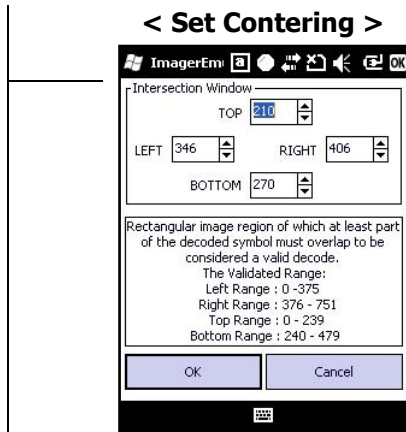 < Set Contering >
ImagerEm
a
OK
Intersection Window
TOP 210
LEFT 346 RIGHT 406
BOTTOM 270
Rectangular image region of which at least part
of the decoded symbol must overlap to be
considered a valid decode.
The Validated Range:
Left Range : 0 -375
Right Range : 376 - 751
Top Range : 0 - 239
Bottom Range : 240 - 479
OK Cancel